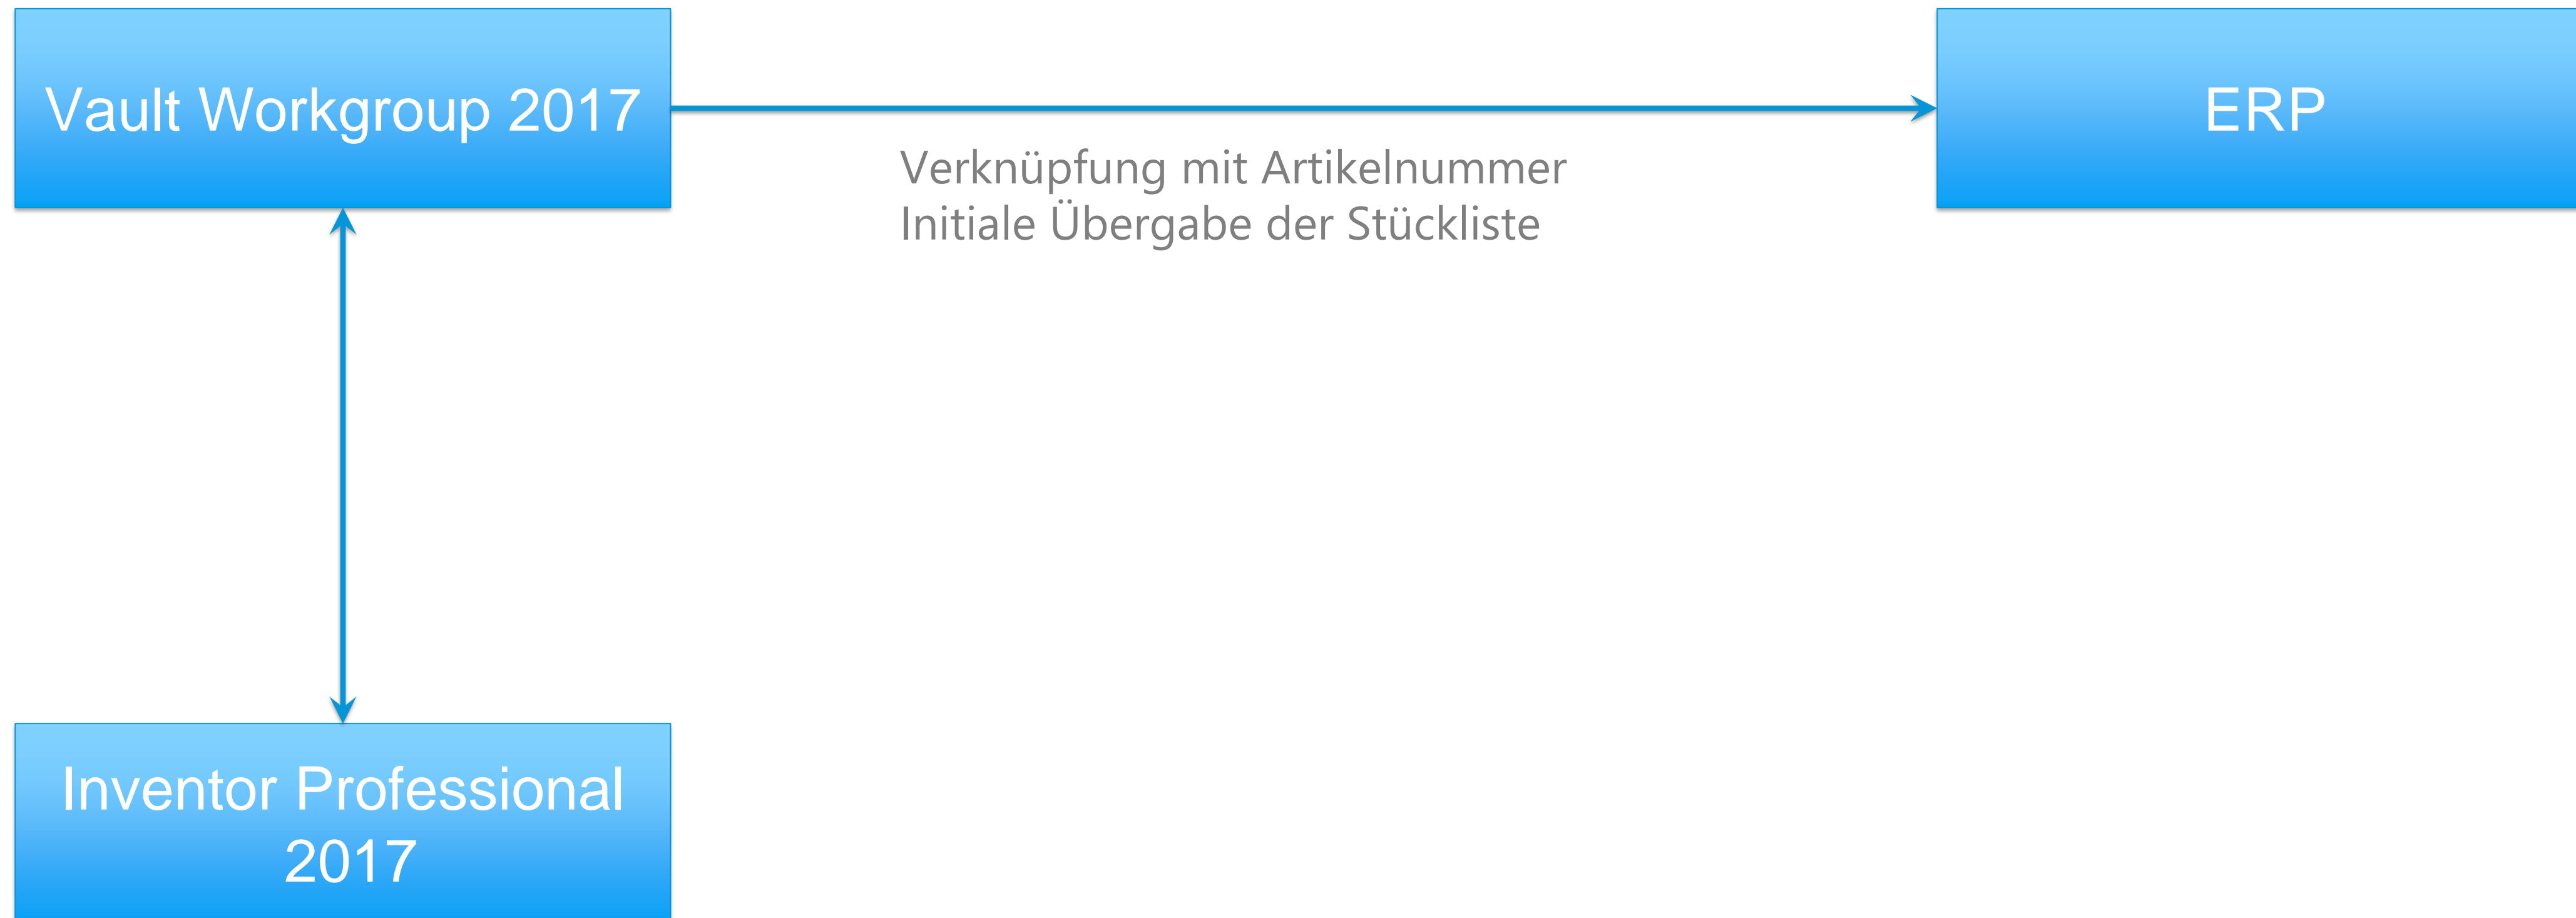 Vault Workgroup 2017
ERP
Verknüpfung mit Artikelnummer
Initiale Übergabe der Stückliste
Inventor Professional
2017